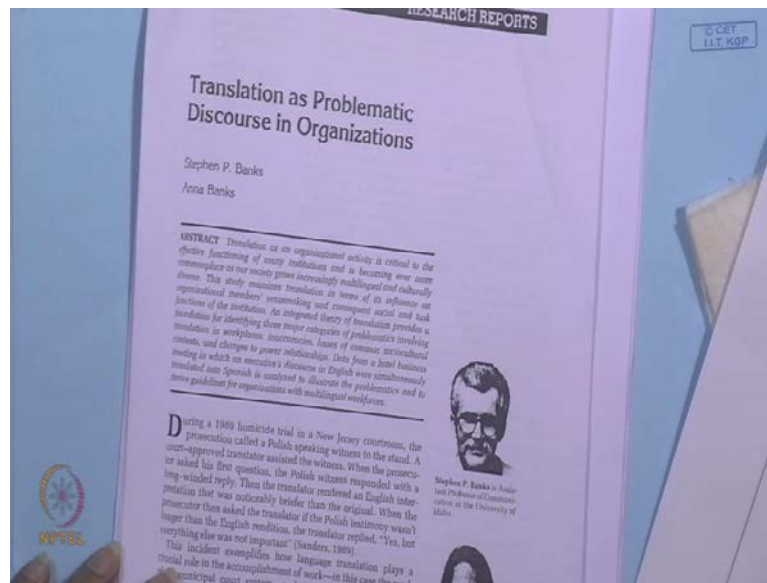 RESEARCH REPORTS
© CET
I.I.T. KGP
Translation as Problematic
Discourse in Organizations
Stephen P. Banks
Anna Banks
ABSTRACT Translation as an organizational activity is critical to the
effective functioning of many institutions and is becoming ever more
commonplace as our society grows increasingly multilingual and culturally
diverse. This study examines translation in terms of its influence on
organizational members' sensemaking and consequent social and task
functions of the institution. An integrated theory of translation provides a
foundation for identifying three major categories of problematics involving
translation in workplaces: inaccuracies, losses of common sociocultural
contexts, and changes to power relationships. Data from a hotel business
meeting in which an executive's discourse in English were simultaneously
translated into Spanish is analyzed to illustrate the problematics and to
derive guidelines for organizations with multilingual workforces.
During a 1989 homicide trial in a New Jersey courtroom, the
prosecution called a Polish speaking witness to the stand. A
court-approved translator assisted the witness. When the prosecu-
tor asked his first question, the Polish witness responded with a
long-winded reply. Then the translator rendered an English inter-
pretation that was noticeably briefer than the original. When the
prosecutor then asked the translator if the Polish testimony wasn't
longer than the English rendition, the translator replied, "Yes, but
everything else was not important" (Sanders, 1989).
This incident exemplifies how language translation plays a
crucial role in the accomplishment of work—in this case the
municipal court system
Stephen P. Banks is Assis-
tant Professor of Communi-
cation at the University of
Idaho.
NPTEL